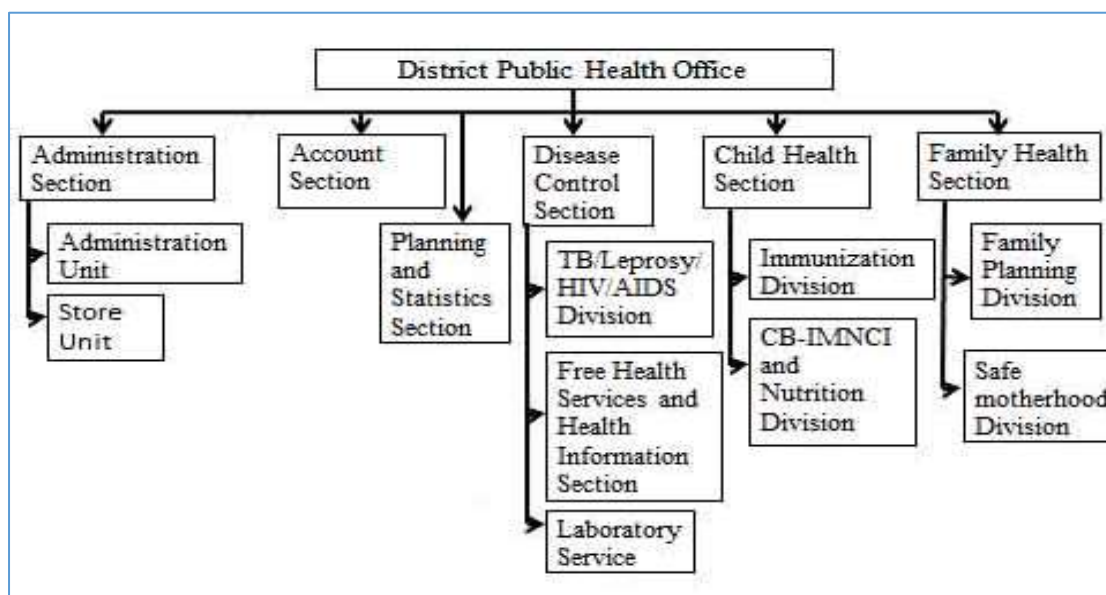 District Public Health Office
Administration
Section
Account
Section
Planning
and
Statistics
Section
Disease
Control
Section
Child Health
Section
Family Health
Section
Administration
Unit
Store
Unit
TB/Leprosy/
HIV/AIDS
Division
Free Health
Services and
Health
Information
Section
Laboratory
Service
Immunization
Division
CB-IMNCI
and
Nutrition
Division
Family
Planning
Division
Safe
motherhood
Division